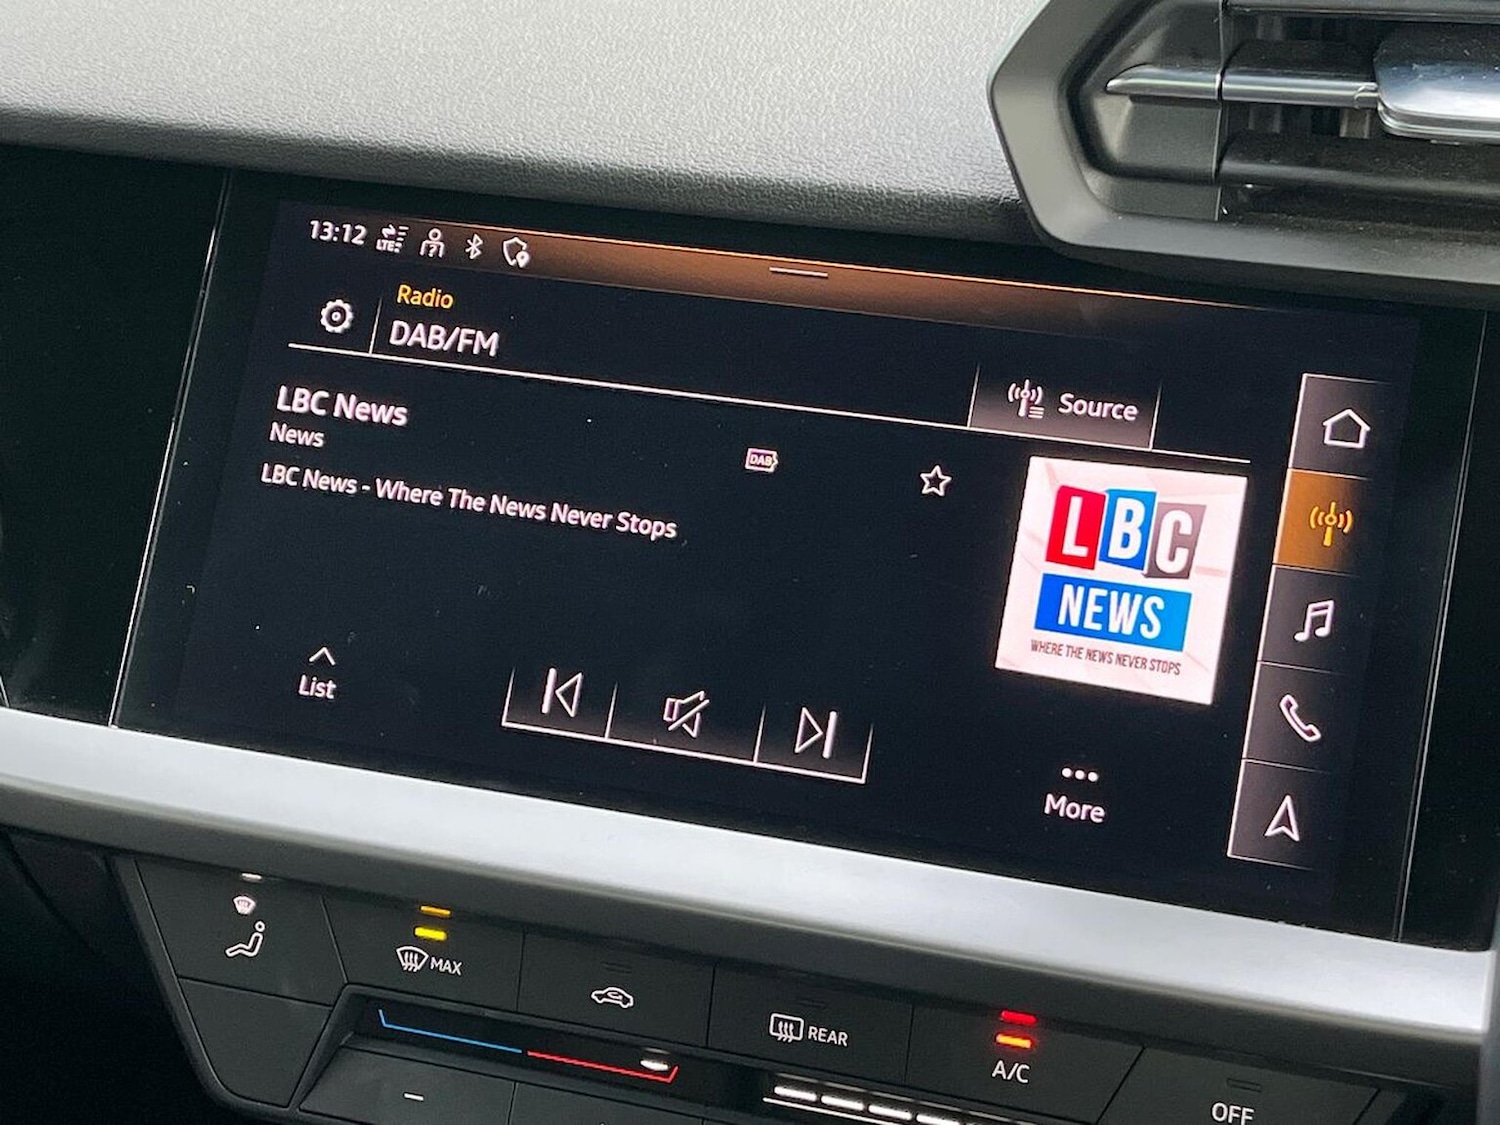 13:12
LTE
Radio
DAB/FM
Source
LBC News
News
DAB
LBC News - Where The News Never Stops
LBC
NEWS
WHERE THE NEWS NEVER STOPS
List
More
MAX
REAR
A/C
OFF